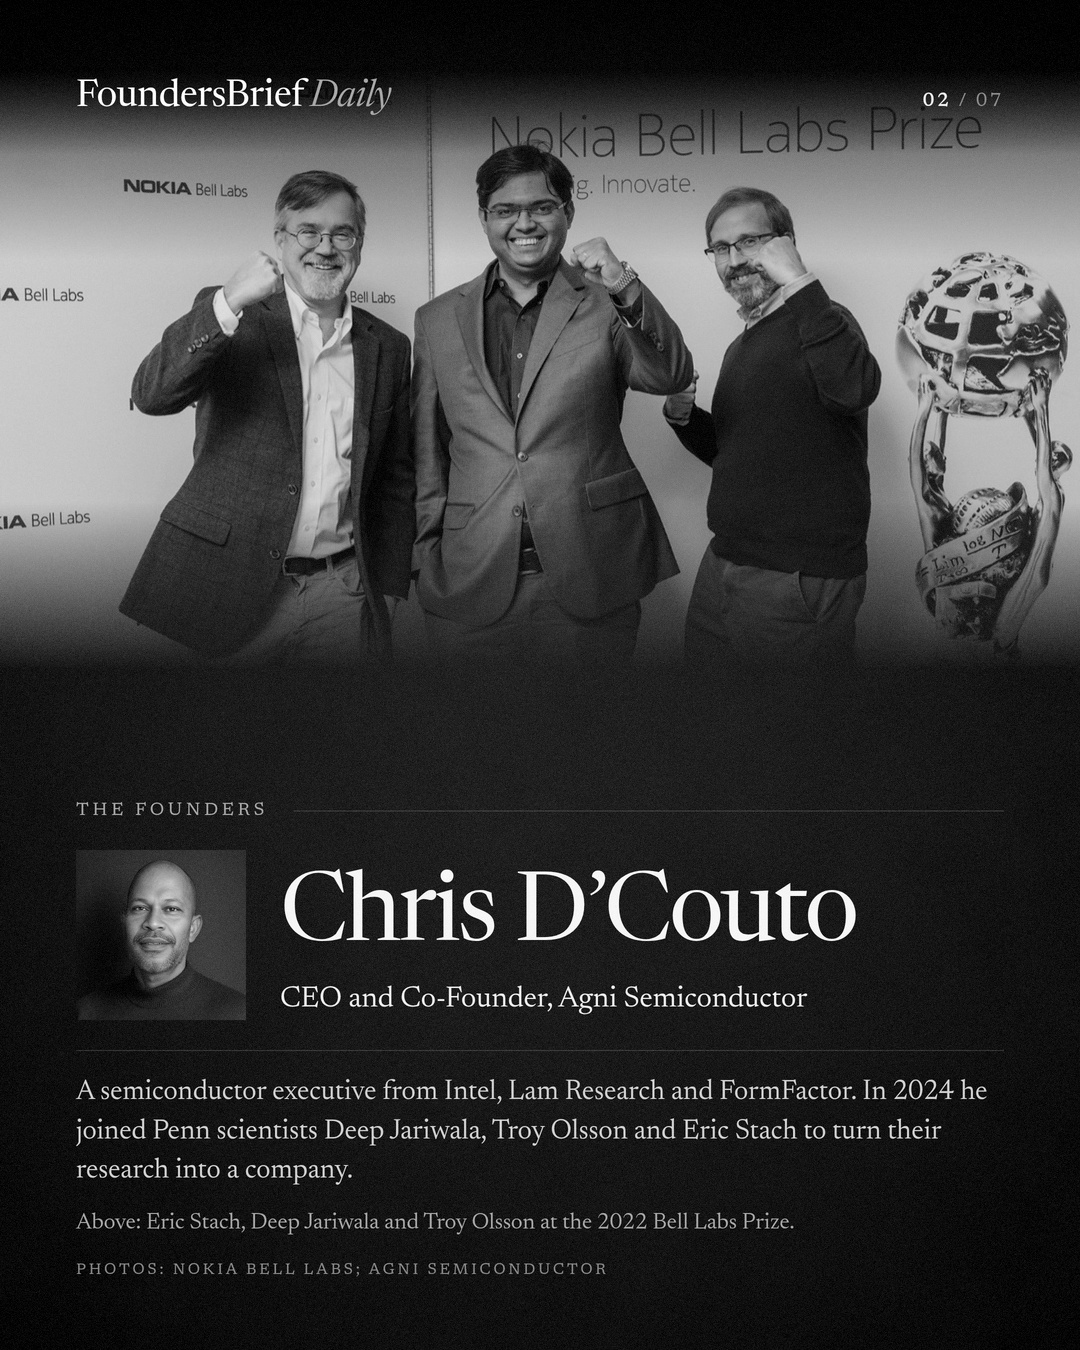 FoundersBrief Daily
02 / 07
Nokia Bell Labs Prize
Innovate.
NOKIA Bell Labs
Bell Labs
Bell Labs
Bell Labs
THE FOUNDERS
Chris D’Couto
CEO and Co-Founder, Agni Semiconductor
A semiconductor executive from Intel, Lam Research and FormFactor. In 2024 he
joined Penn scientists Deep Jariwala, Troy Olsson and Eric Stach to turn their
research into a company.
Above: Eric Stach, Deep Jariwala and Troy Olsson at the 2022 Bell Labs Prize.
PHOTOS: NOKIA BELL LABS; AGNI SEMICONDUCTOR